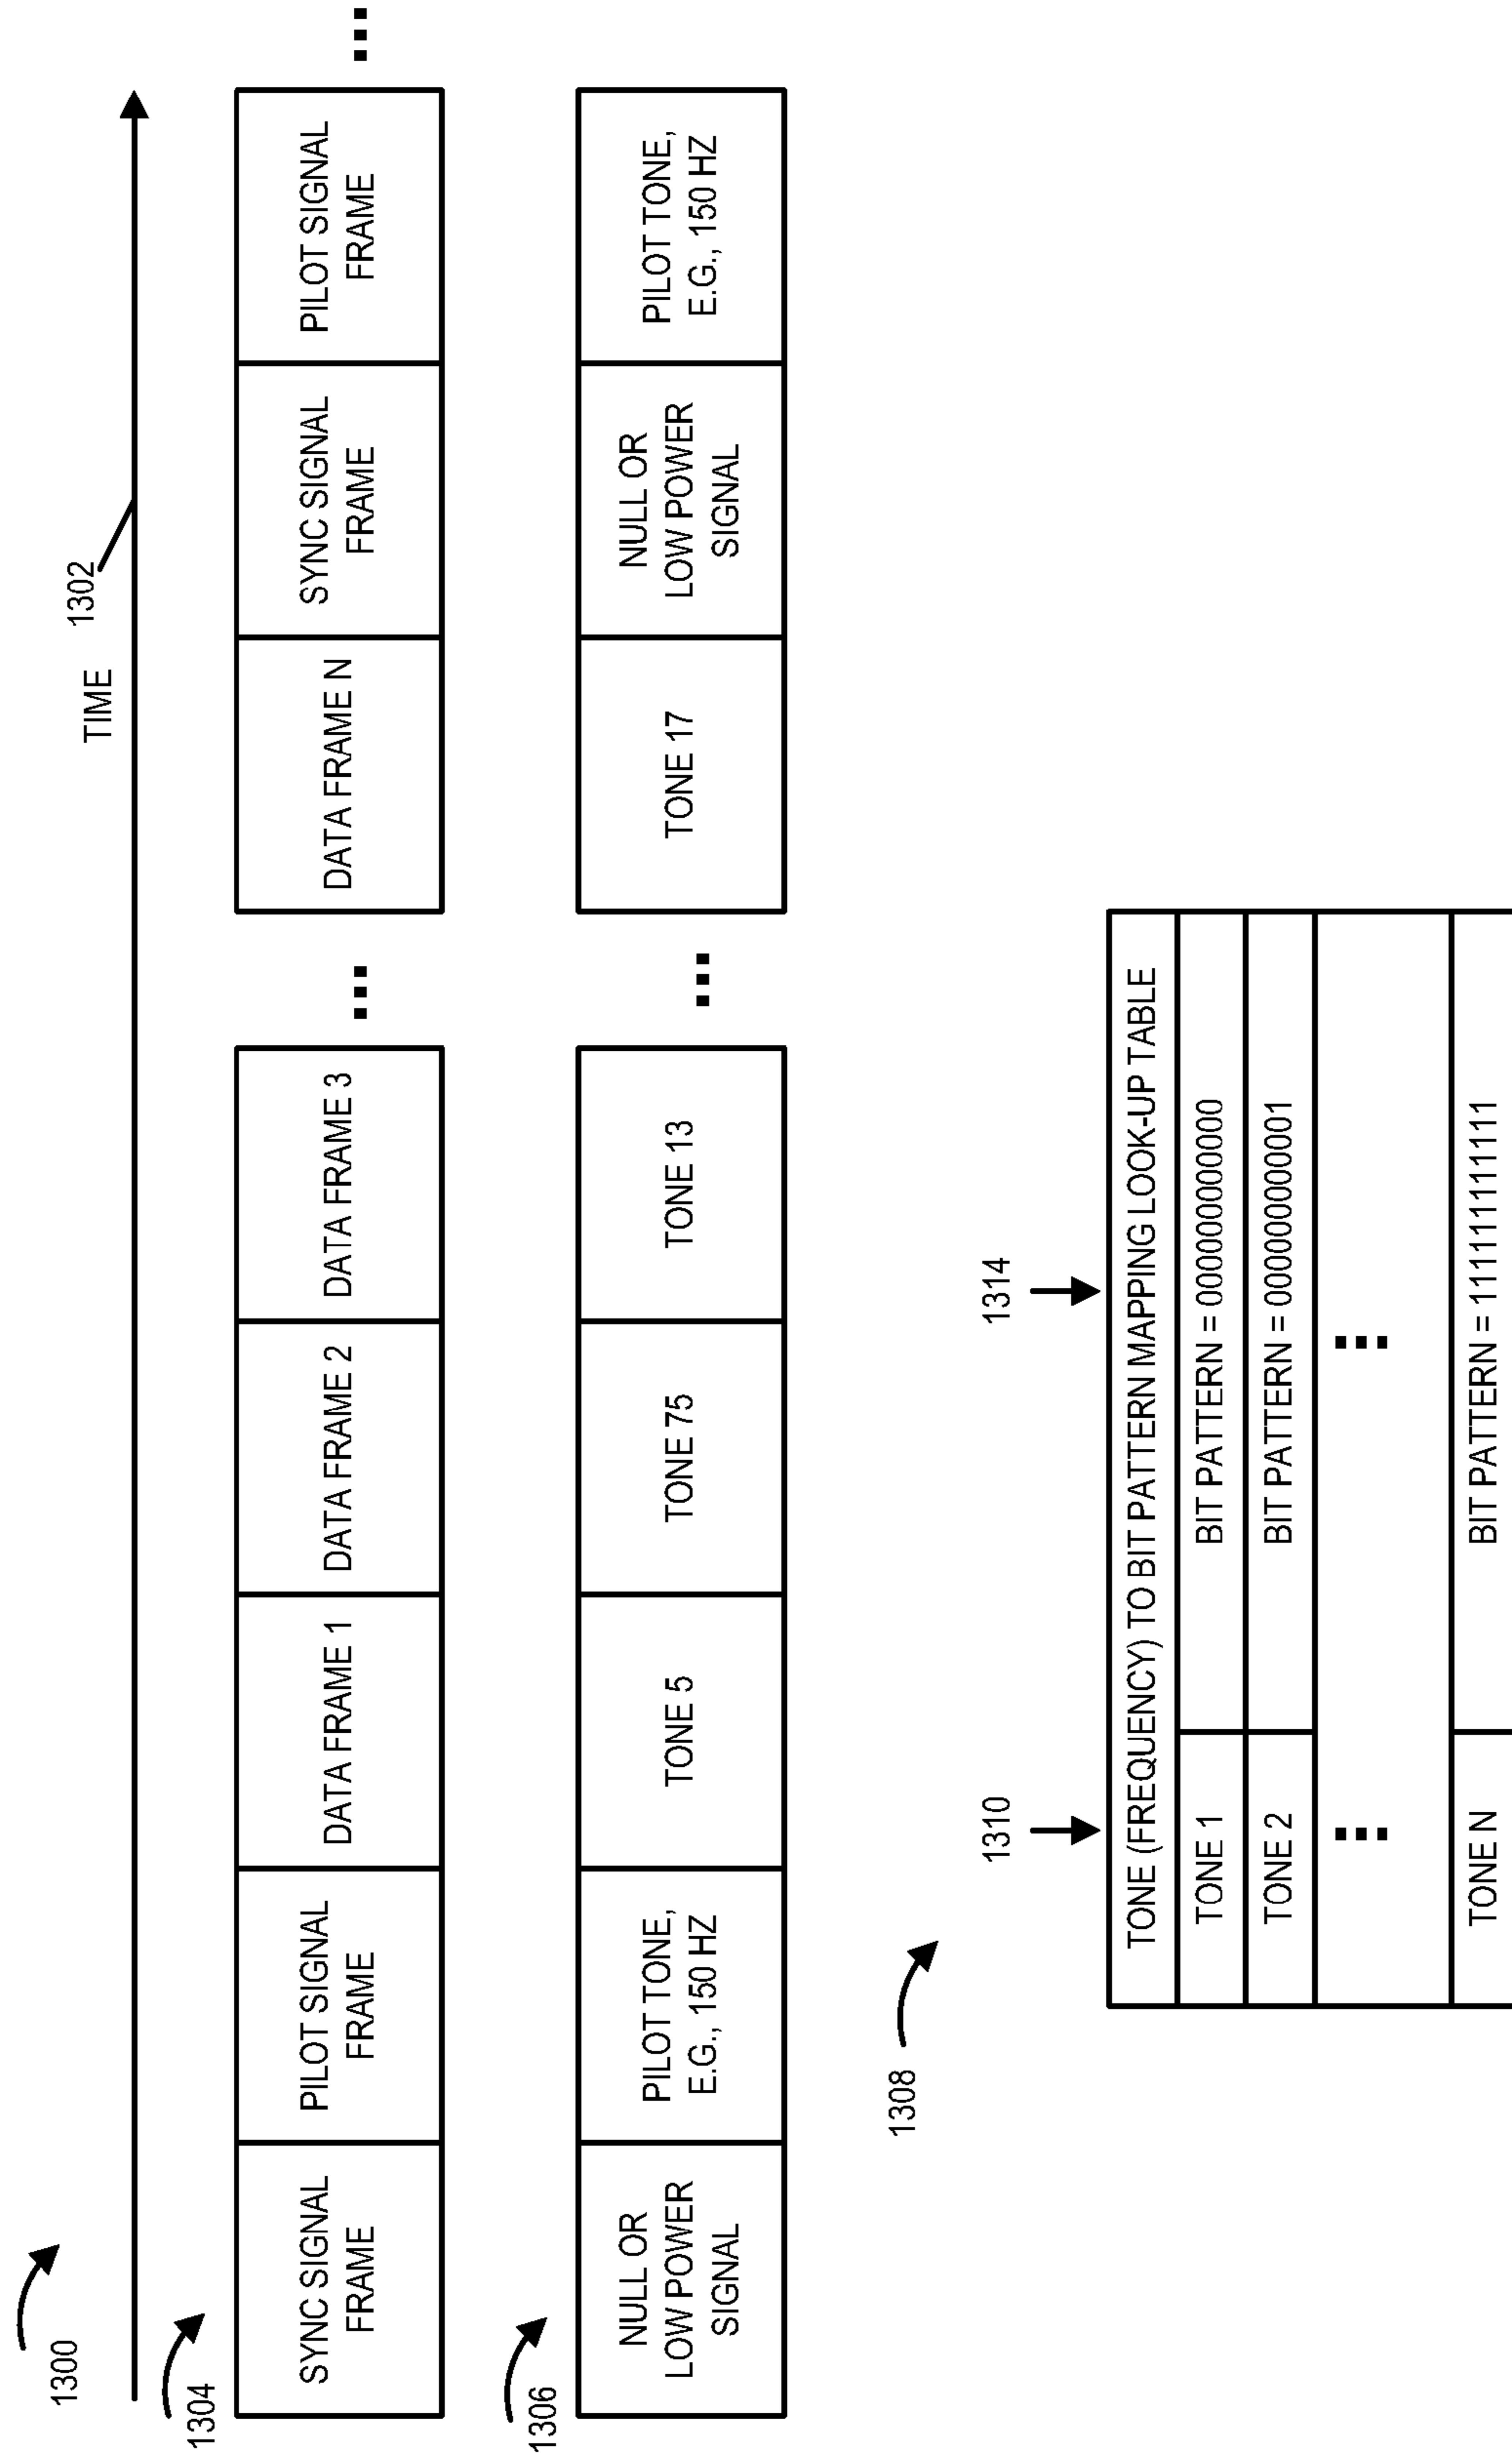 1300
TIME
1302
1304
SYNC SIGNAL
FRAME
PILOT SIGNAL
FRAME
DATA FRAME 1
DATA FRAME 2
DATA FRAME 3
...
DATA FRAME N
SYNC SIGNAL
FRAME
PILOT SIGNAL
FRAME
...
1306
NULL OR
LOW POWER
SIGNAL
PILOT TONE,
E.G., 150 HZ
TONE 5
TONE 75
TONE 13
...
TONE 17
NULL OR
LOW POWER
SIGNAL
PILOT TONE,
E.G., 150 HZ
1308
1310
1314
TONE (FREQUENCY) TO BIT PATTERN MAPPING LOOK-UP TABLE
TONE 1
BIT PATTERN = 000000000000
TONE 2
BIT PATTERN = 000000000001
...
...
TONE N
BIT PATTERN = 111111111111